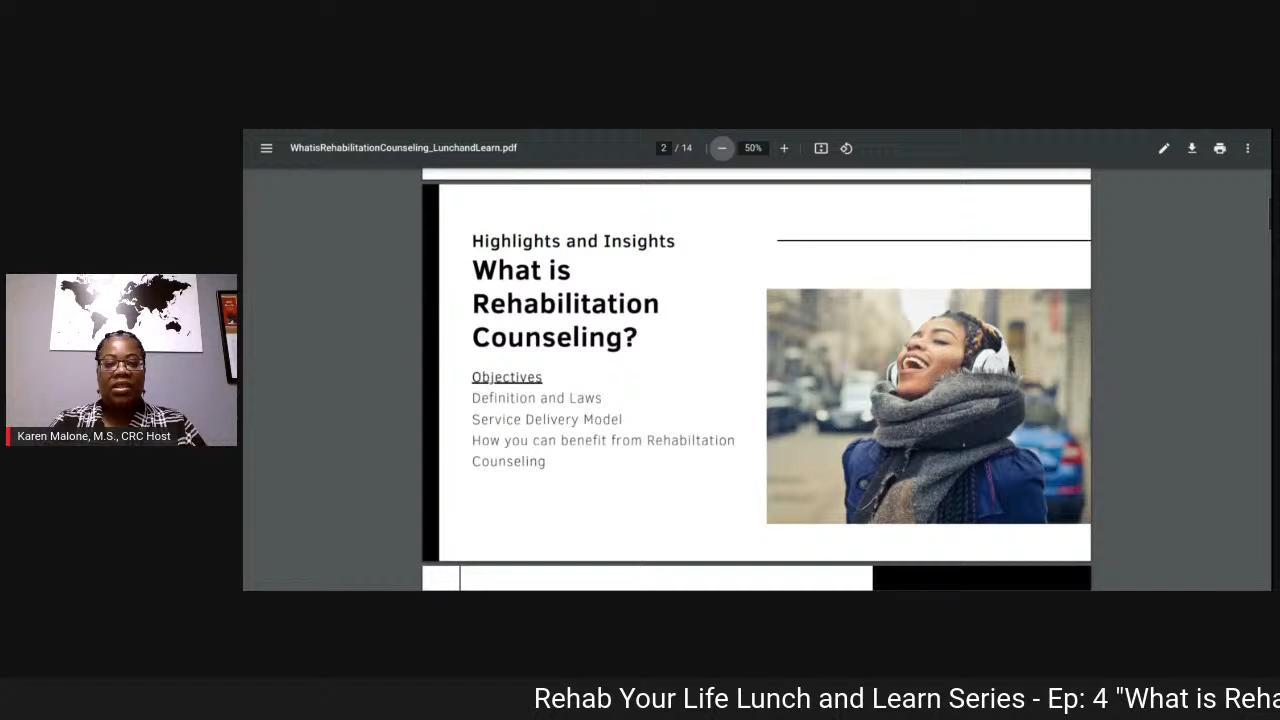 WhatisRehabilitationCounseling_LunchandLearn.pdf
2 / 14
50%
Highlights and Insights
What is
Rehabilitation
Counseling?
Objectives
Definition and Laws
Service Delivery Model
How you can benefit from Rehabiltation
Counseling
Karen Malone, M.S., CRC Host
Rehab Your Life Lunch and Learn Series - Ep: 4 "What is Reha